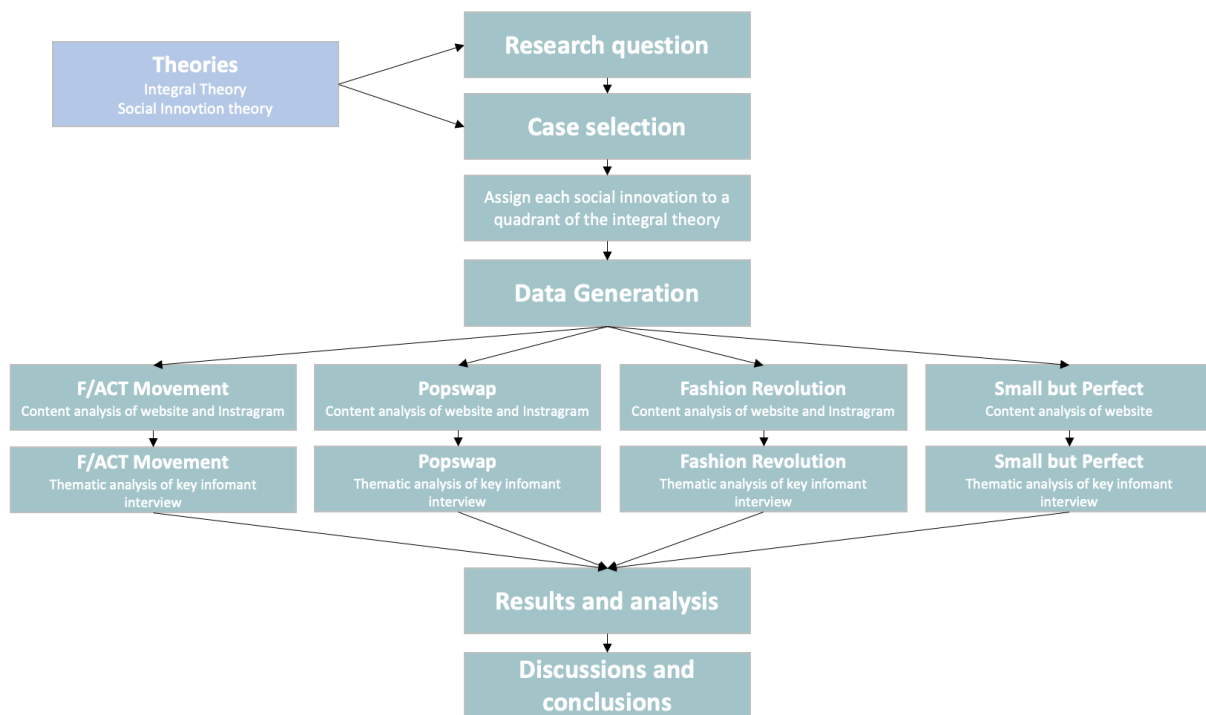 Research question
Theories
Integral Theory
Social Innovtion theory
Case selection
Assign each social innovation to a
quadrant of the integral theory
Data Generation
F/ACT Movement
Content analysis of website and Instragram
Popswap
Content analysis of website and Instragram
Fashion Revolution
Content analysis of website and Instragram
Small but Perfect
Content analysis of website
F/ACT Movement
Thematic analysis of key infomant
interview
Popswap
Thematic analysis of key infomant
interview
Fashion Revolution
Thematic analysis of key infomant
interview
Small but Perfect
Thematic analysis of key infomant
interview
Results and analysis
Discussions and
conclusions